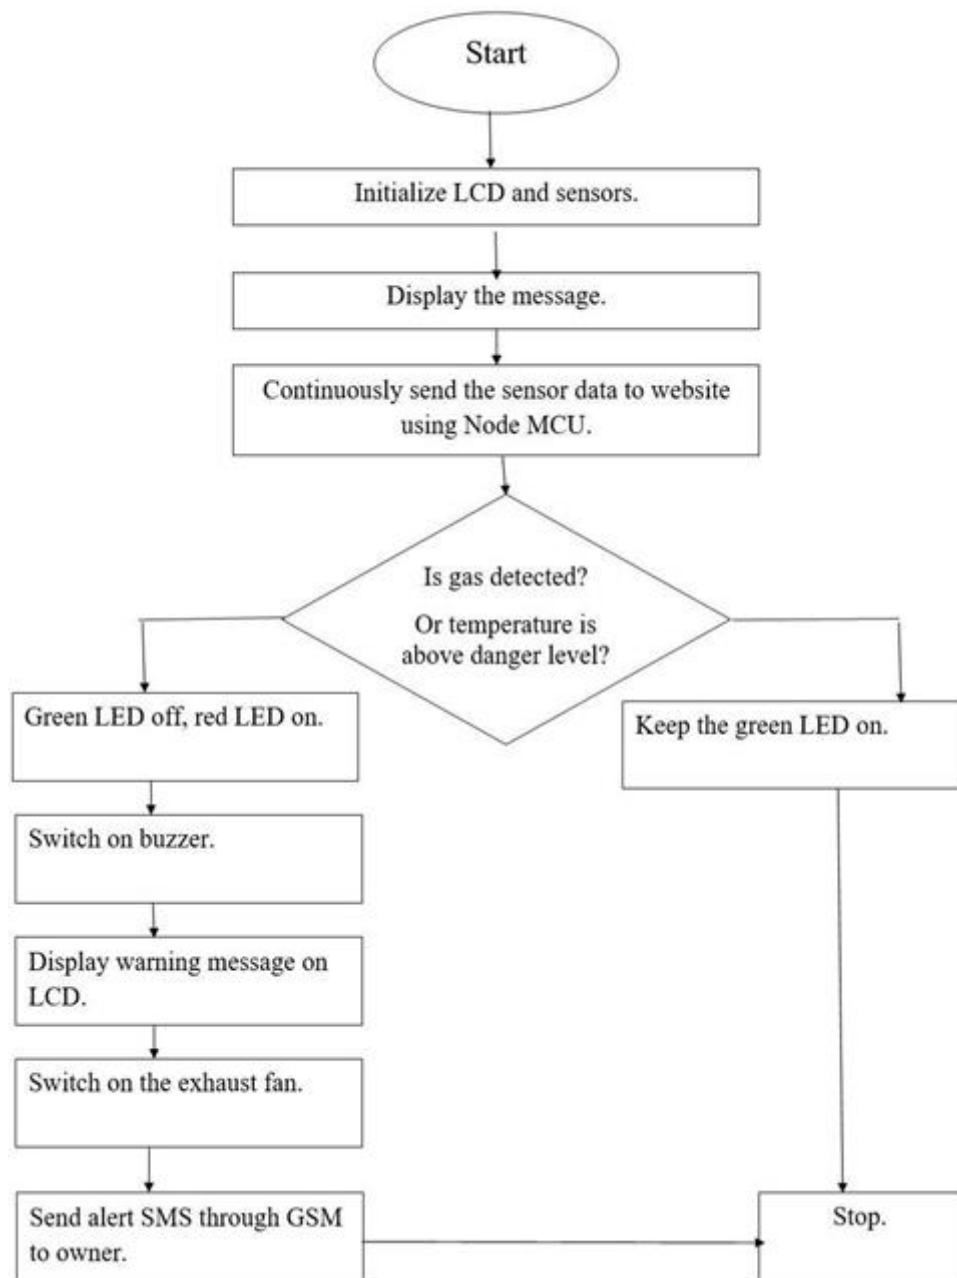 Start
Initialize LCD and sensors.
Display the message.
Continuously send the sensor data to website
using Node MCU.
Is gas detected?
Or temperature is
above danger level?
Green LED off, red LED on.
Switch on buzzer.
Display warning message on
LCD.
Switch on the exhaust fan.
Send alert SMS through GSM
to owner.
Keep the green LED on.
Stop.